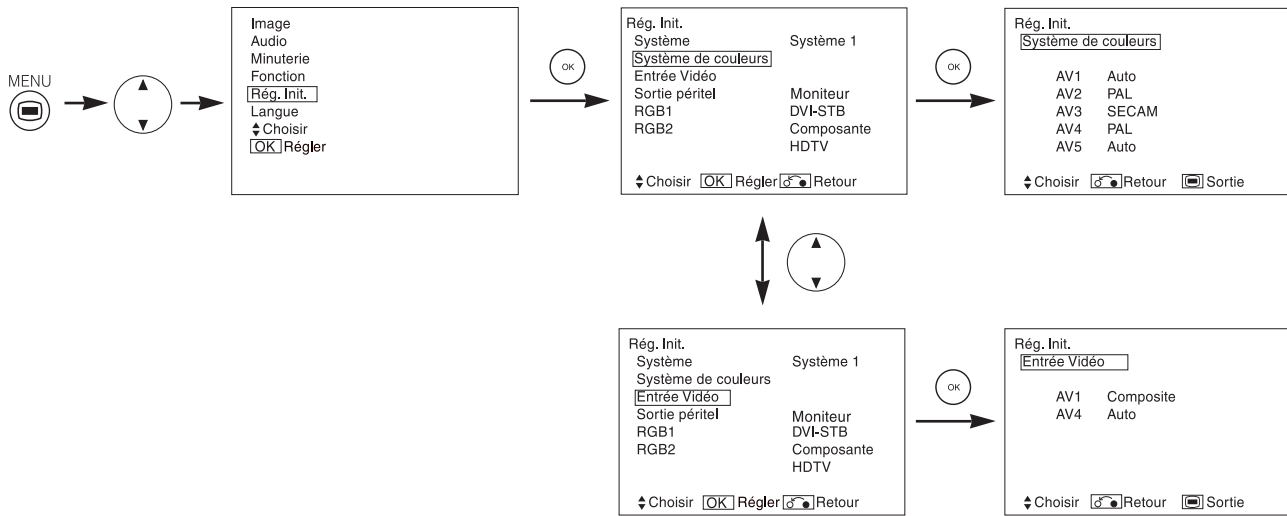 MENU
Image
Audio
Minuterie
Fonction
Rég. Init.
Langue
Choisir
OK Régler
OK
Rég. Init.
Système Système 1
Système de couleurs
Entrée Vidéo
Sortie péritel Moniteur
RGB1 DVI-STB
RGB2 Composante
HDTV
Choisir OK Régler Retour
OK
Rég. Init.
Système de couleurs
AV1 Auto
AV2 PAL
AV3 SECAM
AV4 PAL
AV5 Auto
Choisir Retour Sortie
Rég. Init.
Système Système 1
Système de couleurs
Entrée Vidéo
Sortie péritel Moniteur
RGB1 DVI-STB
RGB2 Composante
HDTV
Choisir OK Régler Retour
OK
Rég. Init.
Entrée Vidéo
AV1 Composite
AV4 Auto
Choisir Retour Sortie